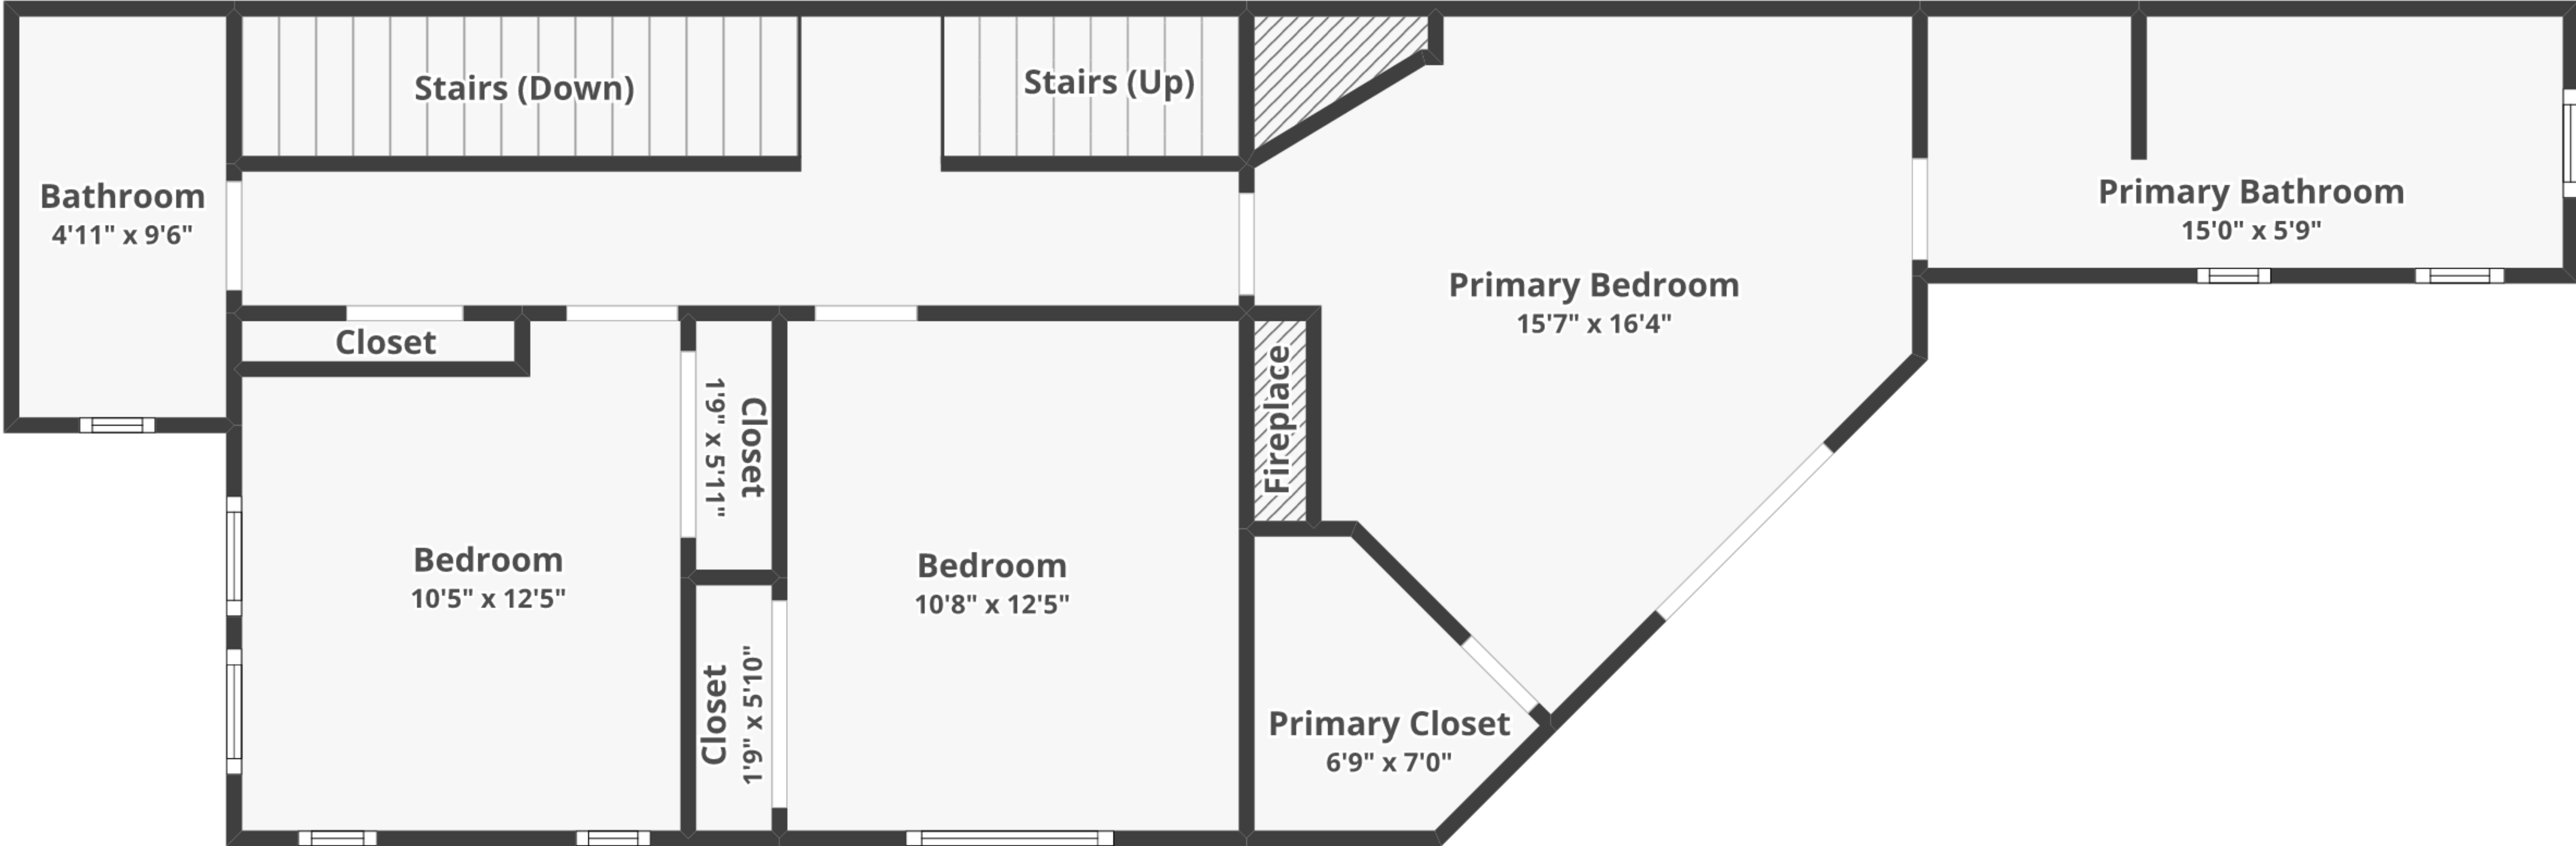 Stairs (Down)
Stairs (Up)
Bathroom
4'11" x 9'6"
Primary Bathroom
15'0" x 5'9"
Primary Bedroom
15'7" x 16'4"
Closet
Closet
1'9" x 5'11"
Fireplace
Bedroom
10'5" x 12'5"
Bedroom
10'8" x 12'5"
Closet
1'9" x 5'10"
Primary Closet
6'9" x 7'0"